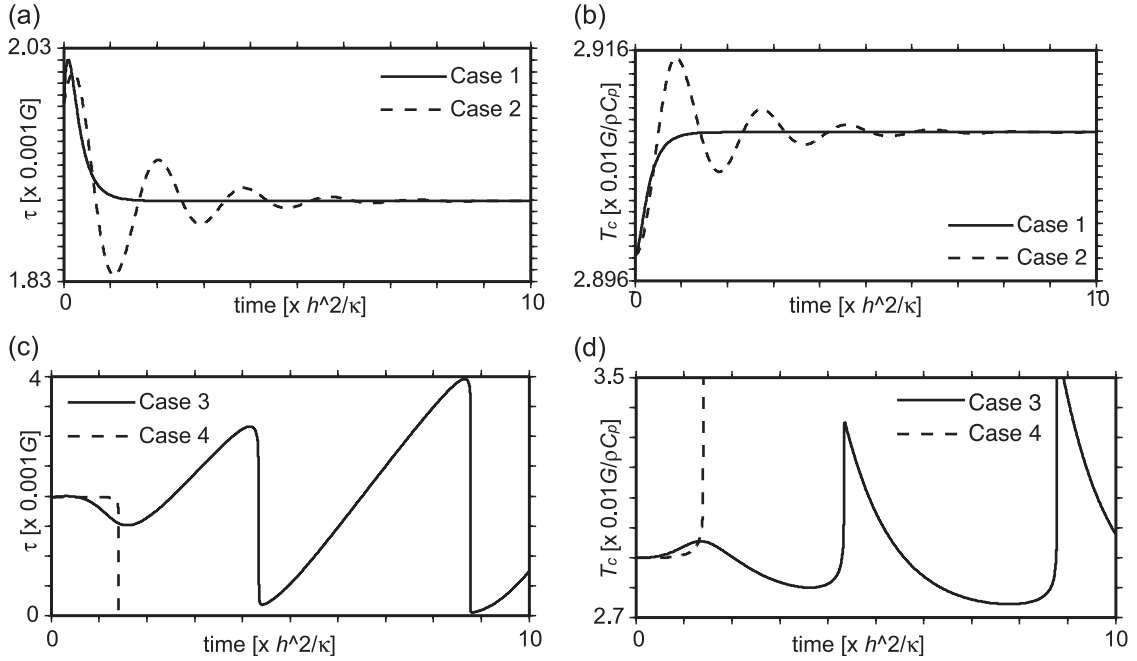 (a)
2.03
τ [x 0.001G]
Case 1
Case 2
1.83
0
time [x h^2/κ]
10
(b)
2.916
Tc [x 0.01G/ρCp]
Case 1
Case 2
2.896
0
time [x h^2/κ]
10
(c)
4
τ [x 0.001G]
Case 3
Case 4
0
0
time [x h^2/κ]
10
(d)
3.5
Tc [x 0.01G/ρCp]
Case 3
Case 4
2.7
0
time [x h^2/κ]
10